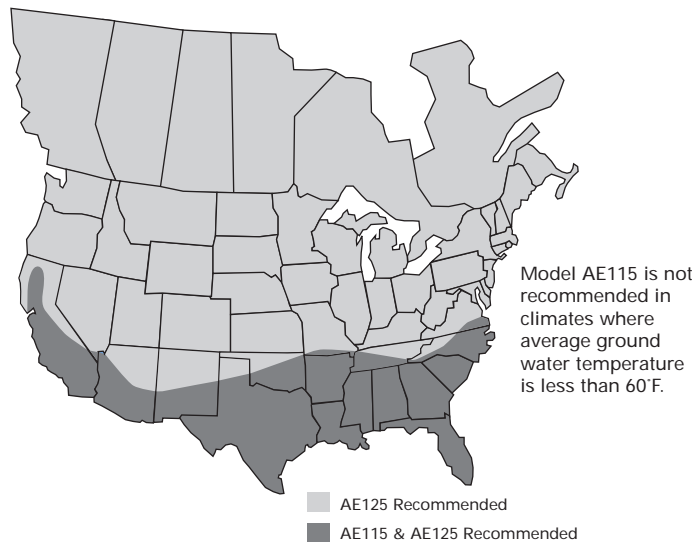 Model AE115 is not
recommended in
climates where
average ground
water temperature
is less than 60°F.
AE125 Recommended
AE115 & AE125 Recommended